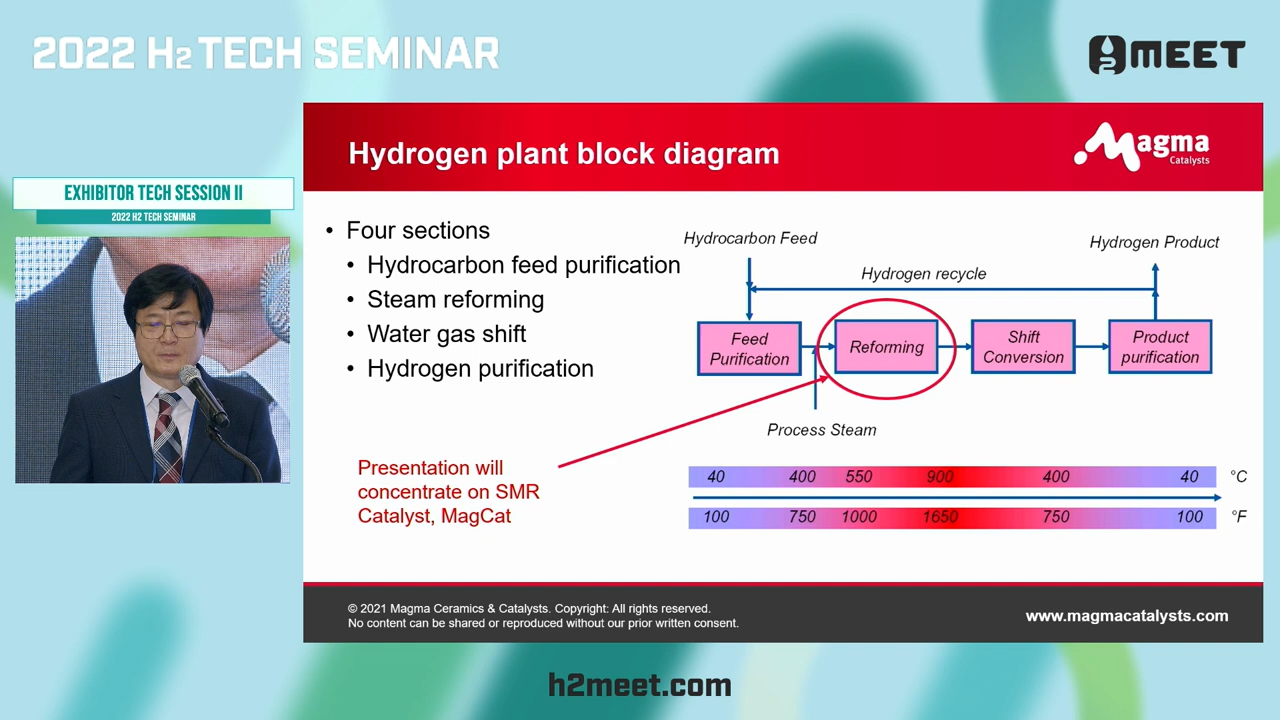 2022 H2 TECH SEMINAR
MEET
EXHIBITOR TECH SESSION II
2022 H2 TECH SEMINAR
Hydrogen plant block diagram
Magma
Catalysts
• Four sections
• Hydrocarbon feed purification
• Steam reforming
• Water gas shift
• Hydrogen purification
Presentation will
concentrate on SMR
Catalyst, MagCat
Hydrocarbon Feed
Hydrogen Product
Hydrogen recycle
Feed
Purification
Reforming
Shift
Conversion
Product
purification
Process Steam
40 400 550 900 400 40 °C
100 750 1000 1650 750 100 °F
© 2021 Magma Ceramics & Catalysts. Copyright: All rights reserved.
No content can be shared or reproduced without our prior written consent.
www.magmacatalysts.com
h2meet.com